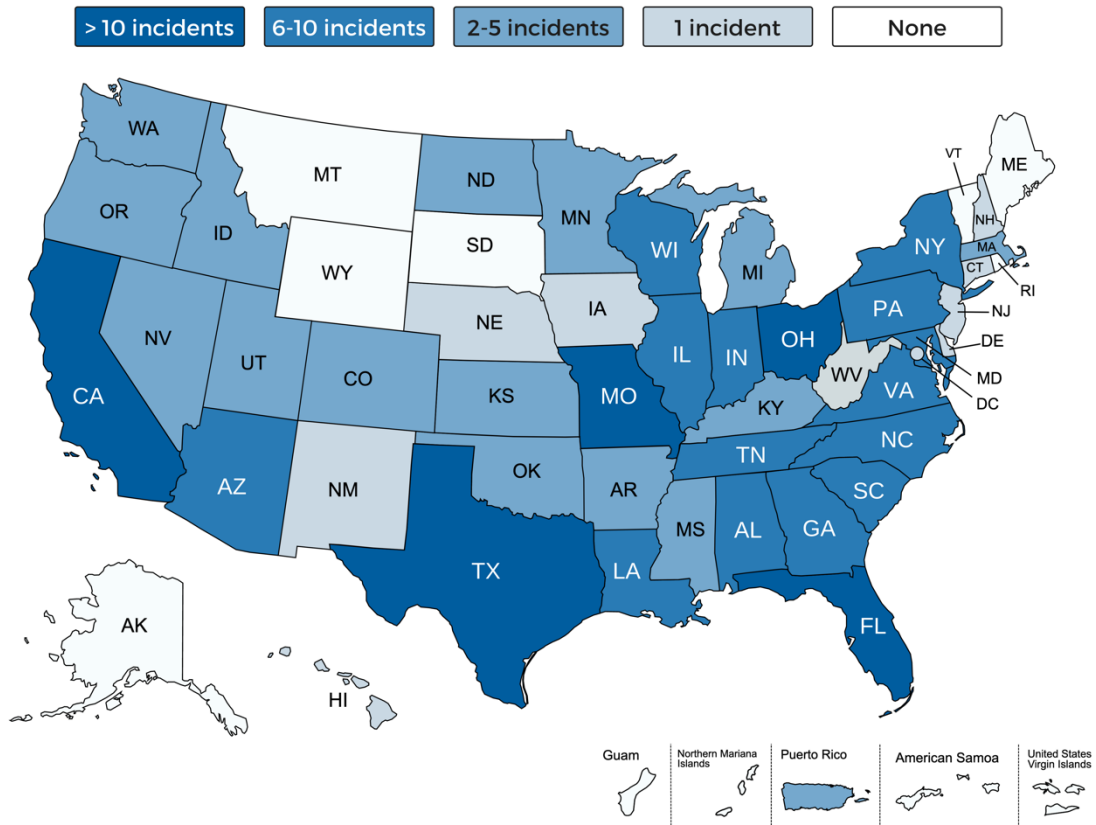 > 10 incidents
6-10 incidents
2-5 incidents
1 incident
None
WA
MT
ND
MN
VT
ME
OR
ID
SD
WI
MI
NY
NH
MA
CT
RI
WY
NE
IA
PA
NJ
NV
UT
CO
IL
IN
OH
DE
CA
KS
MO
WV
MD
KY
VA
DC
AZ
NM
OK
AR
TN
NC
SC
MS
AL
GA
TX
LA
FL
AK
HI
Guam
Northern Mariana
Islands
Puerto Rico
American Samoa
United States
Virgin Islands